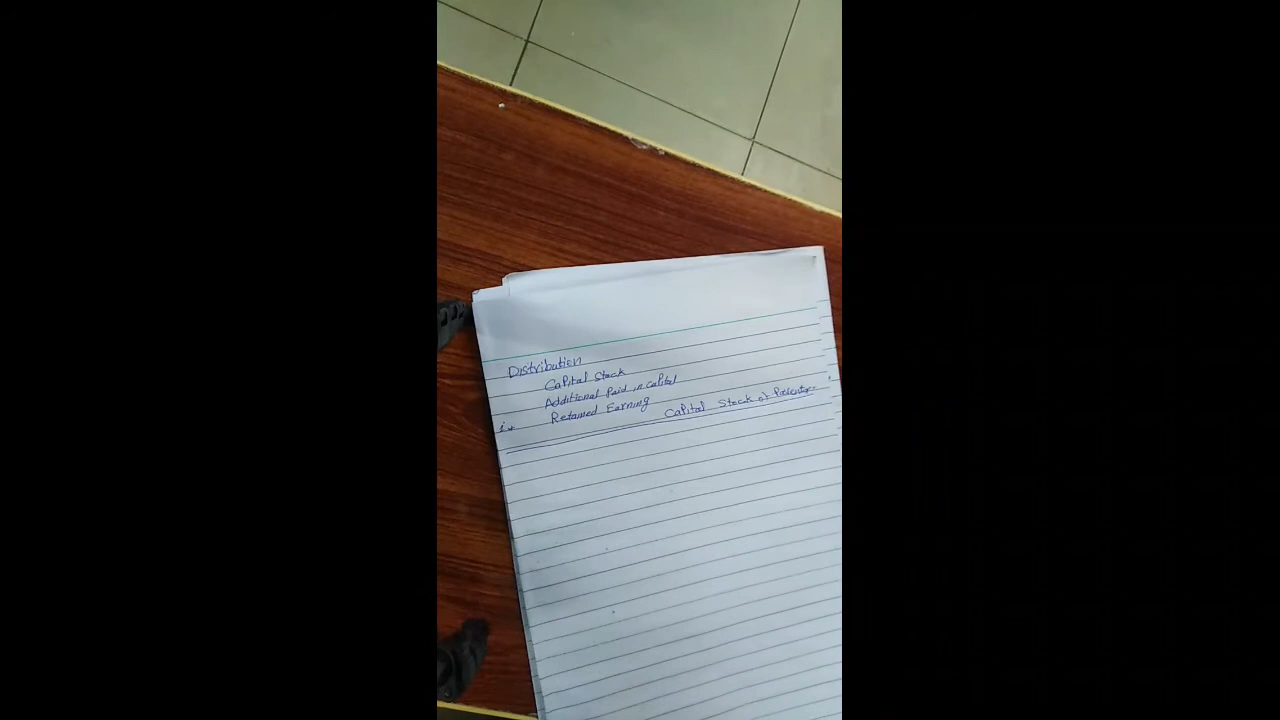 Distribution
Capital Stock
Additional Paid in capital
Retained Earning
Capital Stock of